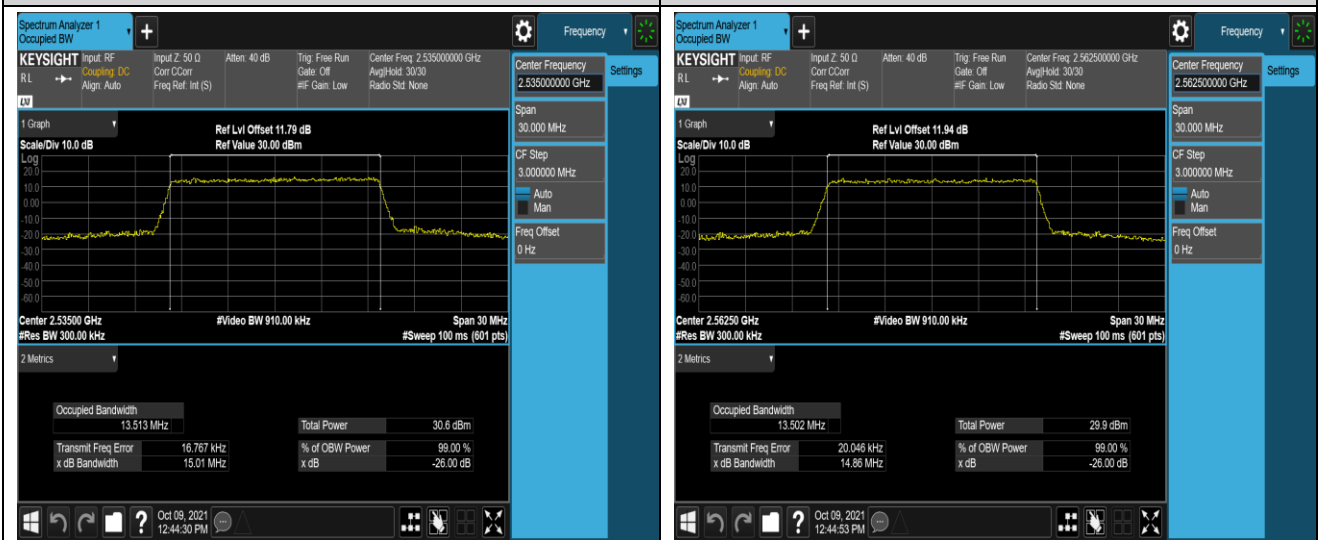 Spectrum Analyzer 1
Occupied BW
+
Frequency
KEYSIGHT Input: RF Input Z: 50 Ω Atten: 40 dB Trig: Free Run Center Freq: 2.535000000 GHz
RL Coupling: DC Corr CCorr Gate: Off Avg|Hold: 30/30
Align: Auto Freq Ref: Int (S) #IF Gain: Low Radio Std: None
LXI
Center Frequency
2.535000000 GHz
Settings
Span
30.000 MHz
CF Step
3.000000 MHz
Auto
Man
Freq Offset
0 Hz
1 Graph
Ref Lvl Offset 11.79 dB
Scale/Div 10.0 dB Ref Value 30.00 dBm
Log
20.0
10.0
0.00
-10.0
-20.0
-30.0
-40.0
-50.0
-60.0
Center 2.53500 GHz #Video BW 910.00 kHz Span 30 MHz
#Res BW 300.00 kHz #Sweep 100 ms (601 pts)
2 Metrics
Occupied Bandwidth
13.513 MHz Total Power 30.6 dBm
Transmit Freq Error 16.767 kHz % of OBW Power 99.00 %
x dB Bandwidth 15.01 MHz x dB -26.00 dB
? Oct 09, 2021
12:44:30 PM
Spectrum Analyzer 1
Occupied BW
+
Frequency
KEYSIGHT Input: RF Input Z: 50 Ω Atten: 40 dB Trig: Free Run Center Freq: 2.562500000 GHz
RL Coupling: DC Corr CCorr Gate: Off Avg|Hold: 30/30
Align: Auto Freq Ref: Int (S) #IF Gain: Low Radio Std: None
LXI
Center Frequency
2.562500000 GHz
Settings
Span
30.000 MHz
CF Step
3.000000 MHz
Auto
Man
Freq Offset
0 Hz
1 Graph
Ref Lvl Offset 11.94 dB
Scale/Div 10.0 dB Ref Value 30.00 dBm
Log
20.0
10.0
0.00
-10.0
-20.0
-30.0
-40.0
-50.0
-60.0
Center 2.56250 GHz #Video BW 910.00 kHz Span 30 MHz
#Res BW 300.00 kHz #Sweep 100 ms (601 pts)
2 Metrics
Occupied Bandwidth
13.502 MHz Total Power 29.9 dBm
Transmit Freq Error 20.046 kHz % of OBW Power 99.00 %
x dB Bandwidth 14.86 MHz x dB -26.00 dB
? Oct 09, 2021
12:44:53 PM